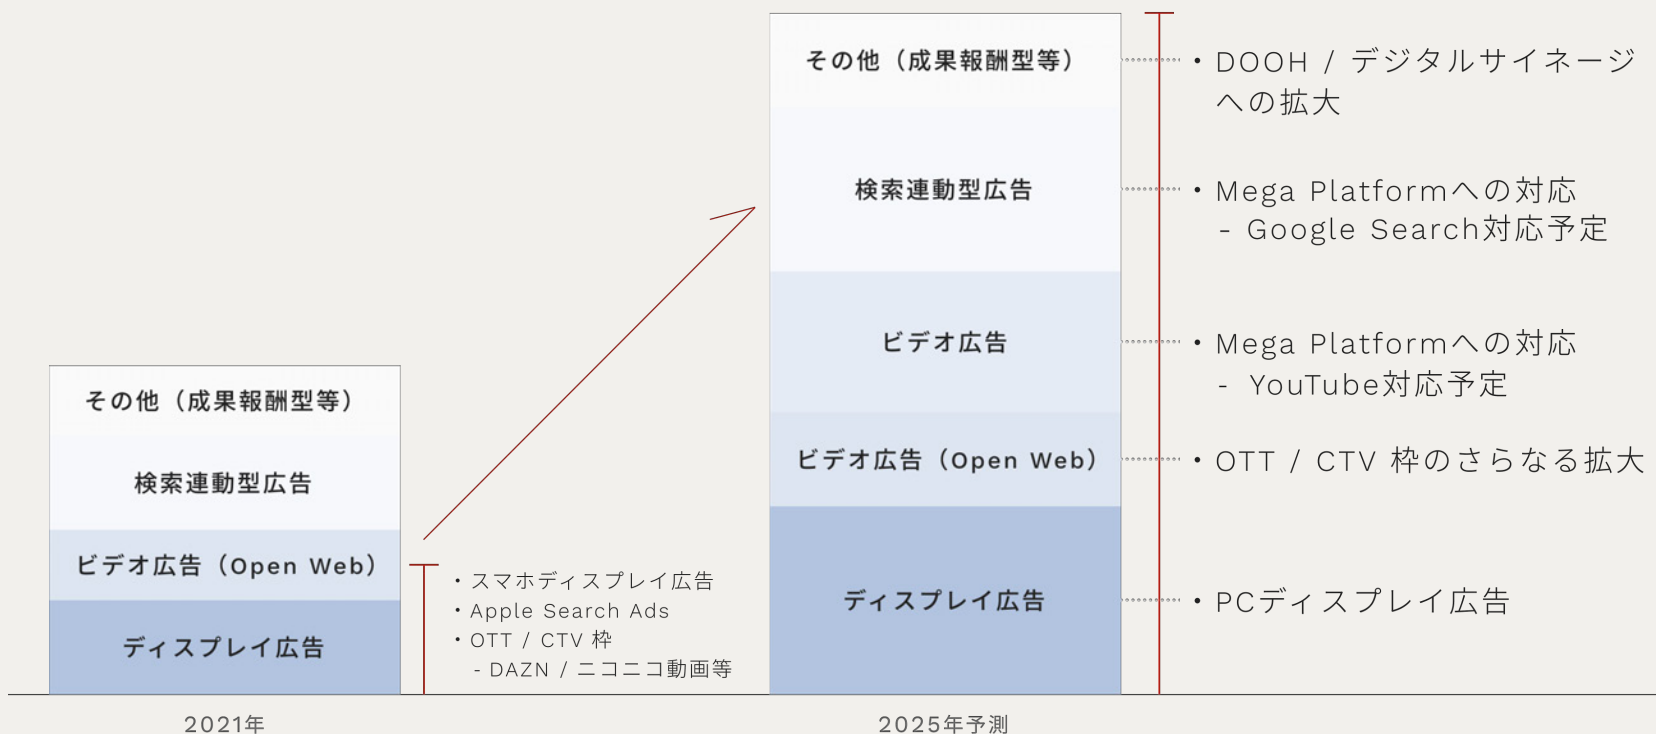 その他（成果報酬型等）
検索連動型広告
ビデオ広告（Open Web）
ディスプレイ広告
2021年
・スマホディスプレイ広告
・Apple Search Ads
・OTT / CTV 枠
- DAZN / ニコニコ動画等
その他（成果報酬型等）
検索連動型広告
ビデオ広告
ビデオ広告（Open Web）
ディスプレイ広告
2025年予測
・DOOH / デジタルサイネージ
への拡大
・Mega Platformへの対応
- Google Search対応予定
・Mega Platformへの対応
- YouTube対応予定
・OTT / CTV 枠のさらなる拡大
・PCディスプレイ広告